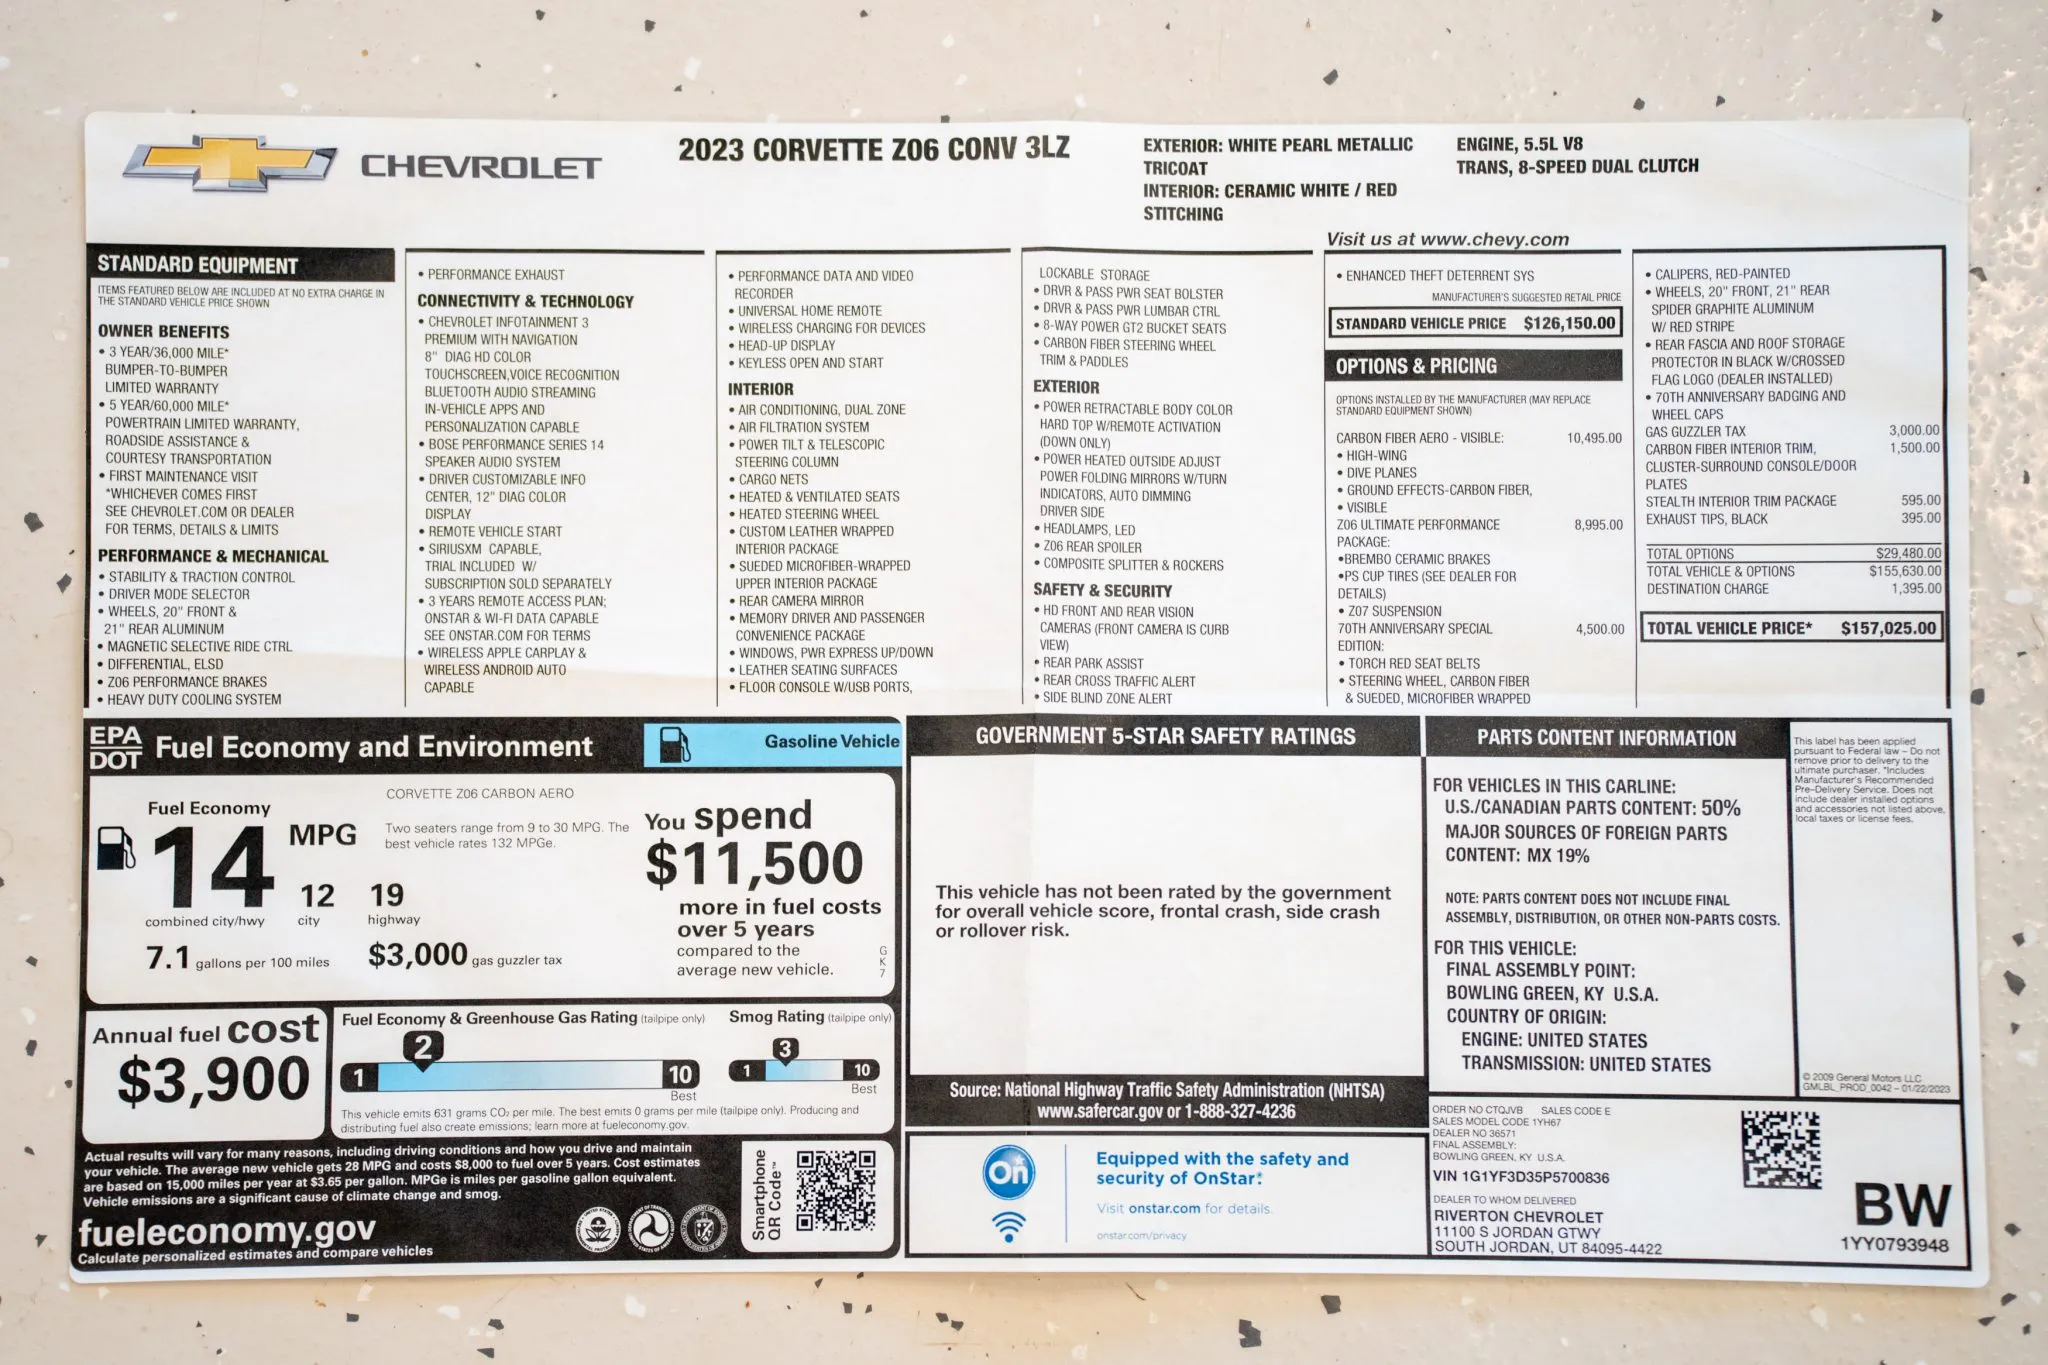 CHEVROLET
2023 CORVETTE Z06 CONV 3LZ
EXTERIOR: WHITE PEARL METALLIC
TRICOAT
INTERIOR: CERAMIC WHITE / RED
STITCHING
ENGINE, 5.5L V8
TRANS, 8-SPEED DUAL CLUTCH
Visit us at www.chevy.com
STANDARD EQUIPMENT
ITEMS FEATURED BELOW ARE INCLUDED AT NO EXTRA CHARGE IN
THE STANDARD VEHICLE PRICE SHOWN
OWNER BENEFITS
• 3 YEAR/36,000 MILE*
BUMPER-TO-BUMPER
LIMITED WARRANTY
• 5 YEAR/60,000 MILE*
POWERTRAIN LIMITED WARRANTY,
ROADSIDE ASSISTANCE &
COURTESY TRANSPORTATION
• FIRST MAINTENANCE VISIT
*WHICHEVER COMES FIRST
SEE CHEVROLET.COM OR DEALER
FOR TERMS, DETAILS & LIMITS
PERFORMANCE & MECHANICAL
• STABILITY & TRACTION CONTROL
• DRIVER MODE SELECTOR
• WHEELS, 20" FRONT &
21" REAR ALUMINUM
• MAGNETIC SELECTIVE RIDE CTRL
• DIFFERENTIAL, ELSD
• Z06 PERFORMANCE BRAKES
• HEAVY DUTY COOLING SYSTEM
• PERFORMANCE EXHAUST
CONNECTIVITY & TECHNOLOGY
• CHEVROLET INFOTAINMENT 3
PREMIUM WITH NAVIGATION
8" DIAG HD COLOR
TOUCHSCREEN,VOICE RECOGNITION
BLUETOOTH AUDIO STREAMING
IN-VEHICLE APPS AND
PERSONALIZATION CAPABLE
• BOSE PERFORMANCE SERIES 14
SPEAKER AUDIO SYSTEM
• DRIVER CUSTOMIZABLE INFO
CENTER, 12" DIAG COLOR
DISPLAY
• REMOTE VEHICLE START
• SIRIUSXM CAPABLE,
TRIAL INCLUDED W/
SUBSCRIPTION SOLD SEPARATELY
• 3 YEARS REMOTE ACCESS PLAN;
ONSTAR & WI-FI DATA CAPABLE
SEE ONSTAR.COM FOR TERMS
• WIRELESS APPLE CARPLAY &
WIRELESS ANDROID AUTO
CAPABLE
• PERFORMANCE DATA AND VIDEO
RECORDER
• UNIVERSAL HOME REMOTE
• WIRELESS CHARGING FOR DEVICES
• HEAD-UP DISPLAY
• KEYLESS OPEN AND START
INTERIOR
• AIR CONDITIONING, DUAL ZONE
• AIR FILTRATION SYSTEM
• POWER TILT & TELESCOPIC
STEERING COLUMN
• CARGO NETS
• HEATED & VENTILATED SEATS
• HEATED STEERING WHEEL
• CUSTOM LEATHER WRAPPED
INTERIOR PACKAGE
• SUEDED MICROFIBER-WRAPPED
UPPER INTERIOR PACKAGE
• REAR CAMERA MIRROR
• MEMORY DRIVER AND PASSENGER
CONVENIENCE PACKAGE
• WINDOWS, PWR EXPRESS UP/DOWN
• LEATHER SEATING SURFACES
• FLOOR CONSOLE W/USB PORTS,
LOCKABLE STORAGE
• DRVR & PASS PWR SEAT BOLSTER
• DRVR & PASS PWR LUMBAR CTRL
• 8-WAY POWER GT2 BUCKET SEATS
• CARBON FIBER STEERING WHEEL
TRIM & PADDLES
EXTERIOR
• POWER RETRACTABLE BODY COLOR
HARD TOP W/REMOTE ACTIVATION
(DOWN ONLY)
• POWER HEATED OUTSIDE ADJUST
POWER FOLDING MIRRORS W/TURN
INDICATORS, AUTO DIMMING
DRIVER SIDE
• HEADLAMPS, LED
• Z06 REAR SPOILER
• COMPOSITE SPLITTER & ROCKERS
SAFETY & SECURITY
• HD FRONT AND REAR VISION
CAMERAS (FRONT CAMERA IS CURB
VIEW)
• REAR PARK ASSIST
• REAR CROSS TRAFFIC ALERT
• SIDE BLIND ZONE ALERT
• ENHANCED THEFT DETERRENT SYS
MANUFACTURER'S SUGGESTED RETAIL PRICE
STANDARD VEHICLE PRICE $126,150.00
OPTIONS & PRICING
OPTIONS INSTALLED BY THE MANUFACTURER (MAY REPLACE
STANDARD EQUIPMENT SHOWN)
CARBON FIBER AERO - VISIBLE: 10,495.00
• HIGH-WING
• DIVE PLANES
• GROUND EFFECTS-CARBON FIBER,
• VISIBLE
Z06 ULTIMATE PERFORMANCE 8,995.00
PACKAGE:
•BREMBO CERAMIC BRAKES
•PS CUP TIRES (SEE DEALER FOR
DETAILS)
• Z07 SUSPENSION
70TH ANNIVERSARY SPECIAL 4,500.00
EDITION:
• TORCH RED SEAT BELTS
• STEERING WHEEL, CARBON FIBER
& SUEDED, MICROFIBER WRAPPED
• CALIPERS, RED-PAINTED
• WHEELS, 20" FRONT, 21" REAR
SPIDER GRAPHITE ALUMINUM
W/ RED STRIPE
• REAR FASCIA AND ROOF STORAGE
PROTECTOR IN BLACK W/CROSSED
FLAG LOGO (DEALER INSTALLED)
• 70TH ANNIVERSARY BADGING AND
WHEEL CAPS
GAS GUZZLER TAX 3,000.00
CARBON FIBER INTERIOR TRIM, 1,500.00
CLUSTER-SURROUND CONSOLE/DOOR
PLATES
STEALTH INTERIOR TRIM PACKAGE 595.00
EXHAUST TIPS, BLACK 395.00
TOTAL OPTIONS $29,480.00
TOTAL VEHICLE & OPTIONS $155,630.00
DESTINATION CHARGE 1,395.00
TOTAL VEHICLE PRICE* $157,025.00
EPA
DOT
Fuel Economy and Environment
Gasoline Vehicle
CORVETTE Z06 CARBON AERO
Fuel Economy
14 MPG
12 19
combined city/hwy city highway
Two seaters range from 9 to 30 MPG. The
best vehicle rates 132 MPGe.
7.1 gallons per 100 miles
$3,000 gas guzzler tax
You spend
$11,500
more in fuel costs
over 5 years
compared to the
average new vehicle.
G
K
7
Annual fuel cost
$3,900
Fuel Economy & Greenhouse Gas Rating (tailpipe only)
2
1 10
Best
Smog Rating (tailpipe only)
3
1 10
Best
This vehicle emits 631 grams CO₂ per mile. The best emits 0 grams per mile (tailpipe only). Producing and
distributing fuel also create emissions; learn more at fueleconomy.gov.
Actual results will vary for many reasons, including driving conditions and how you drive and maintain
your vehicle. The average new vehicle gets 28 MPG and costs $8,000 to fuel over 5 years. Cost estimates
are based on 15,000 miles per year at $3.65 per gallon. MPGe is miles per gasoline gallon equivalent.
Vehicle emissions are a significant cause of climate change and smog.
fueleconomy.gov
Calculate personalized estimates and compare vehicles
Smartphone
QR Code™
GOVERNMENT 5-STAR SAFETY RATINGS
This vehicle has not been rated by the government
for overall vehicle score, frontal crash, side crash
or rollover risk.
Source: National Highway Traffic Safety Administration (NHTSA)
www.safercar.gov or 1-888-327-4236
On
Equipped with the safety and
security of OnStar.
Visit onstar.com for details.
onstar.com/privacy
PARTS CONTENT INFORMATION
FOR VEHICLES IN THIS CARLINE:
U.S./CANADIAN PARTS CONTENT: 50%
MAJOR SOURCES OF FOREIGN PARTS
CONTENT: MX 19%
NOTE: PARTS CONTENT DOES NOT INCLUDE FINAL
ASSEMBLY, DISTRIBUTION, OR OTHER NON-PARTS COSTS.
FOR THIS VEHICLE:
FINAL ASSEMBLY POINT:
BOWLING GREEN, KY U.S.A.
COUNTRY OF ORIGIN:
ENGINE: UNITED STATES
TRANSMISSION: UNITED STATES
This label has been applied
pursuant to Federal law – Do not
remove prior to delivery to the
ultimate purchaser. *Includes
Manufacturer's Recommended
Pre-Delivery Service. Does not
include dealer installed options
and accessories not listed above,
local taxes or license fees.
© 2009 General Motors LLC
GMLBL_PROD_0042 – 01/22/2023
ORDER NO CTQJVB SALES CODE E
SALES MODEL CODE 1YH67
DEALER NO 36571
FINAL ASSEMBLY:
BOWLING GREEN, KY U.S.A.
VIN 1G1YF3D35P5700836
DEALER TO WHOM DELIVERED
RIVERTON CHEVROLET
11100 S JORDAN GTWY
SOUTH JORDAN, UT 84095-4422
BW
1YY0793948